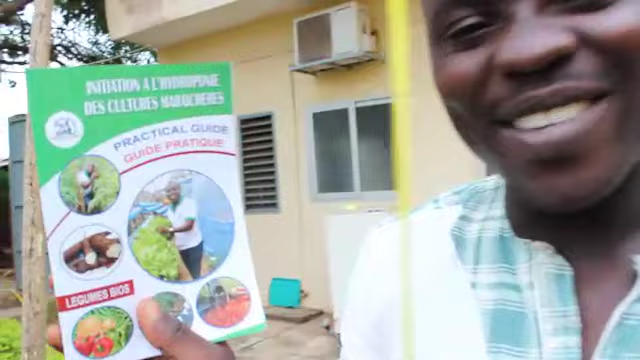 INITIATION A L'HYDROPONIE
DES CULTURES MARAICHERES
PRACTICAL GUIDE
GUIDE PRATIQUE
LEGUMES BIOS